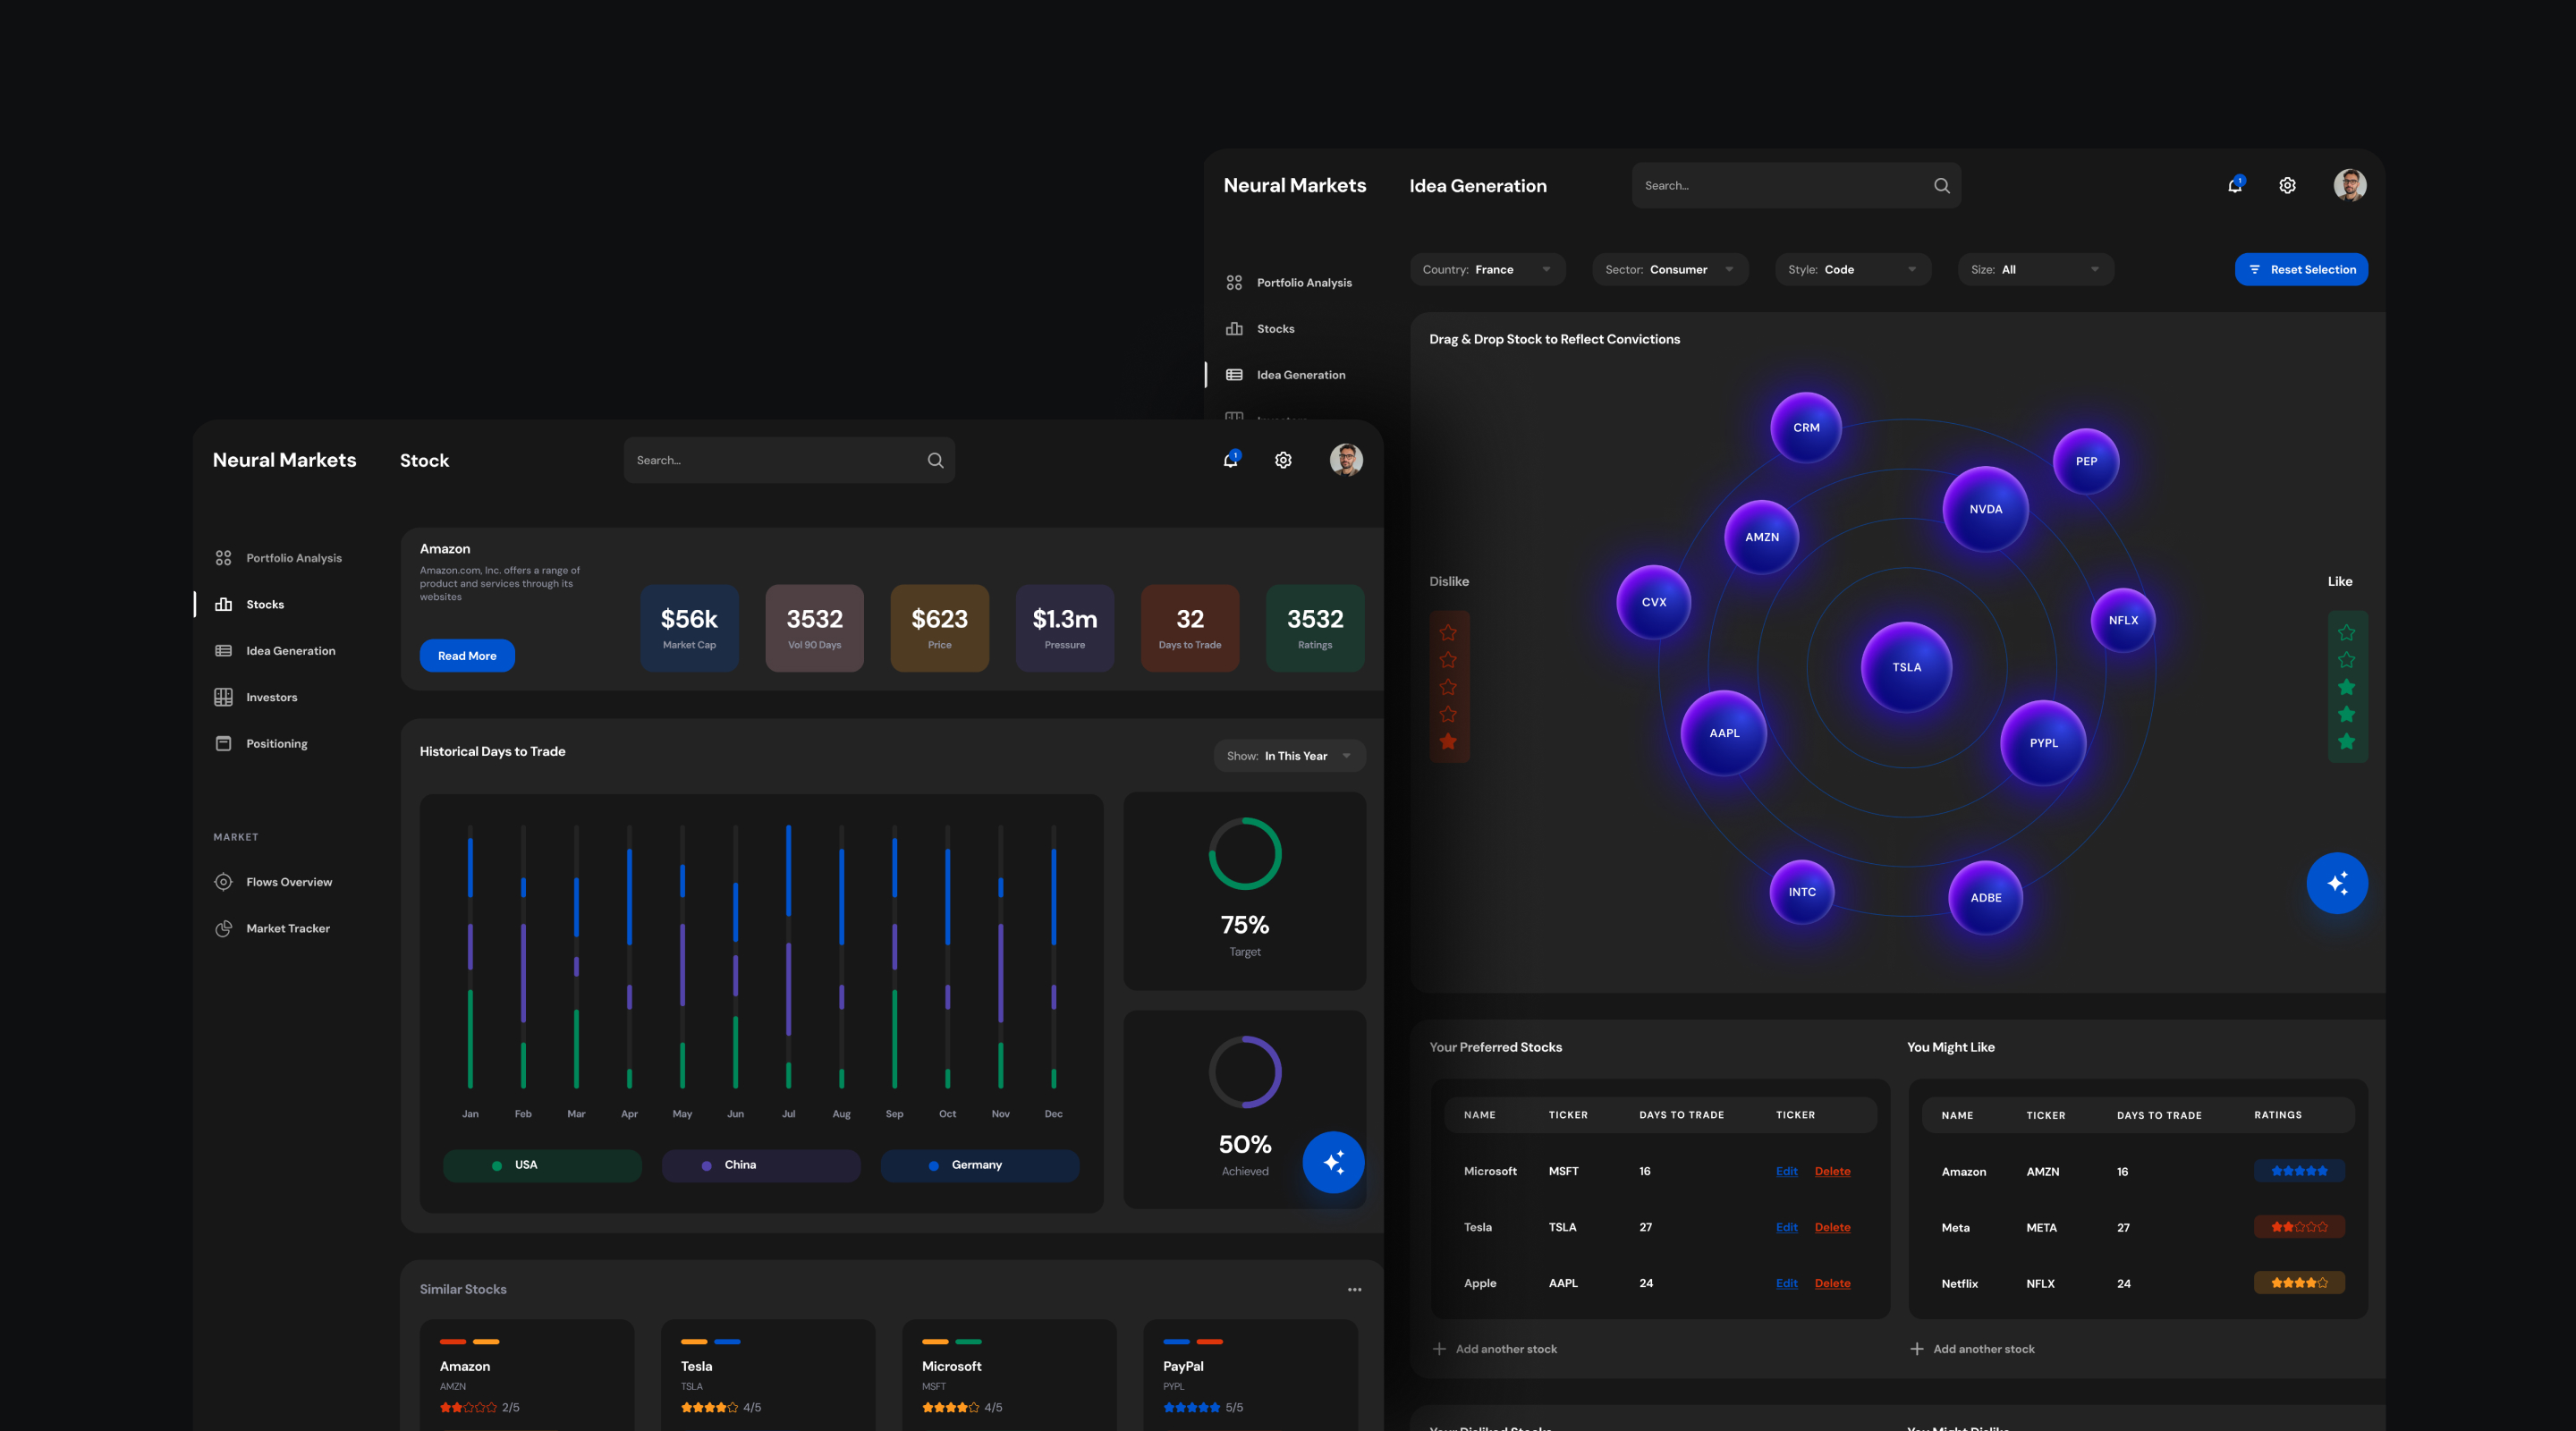 Neural Markets
Idea Generation
Search...
1
Portfolio Analysis
Stocks
Idea Generation
Investors
Country: France
Sector: Consumer
Style: Code
Size: All
Reset Selection
Drag & Drop Stock to Reflect Convictions
CRM
PEP
NVDA
AMZN
CVX
NFLX
TSLA
AAPL
PYPL
INTC
ADBE
Dislike
Like
Your Preferred Stocks
NAME TICKER DAYS TO TRADE TICKER
Microsoft MSFT 16 Edit Delete
Tesla TSLA 27 Edit Delete
Apple AAPL 24 Edit Delete
Add another stock
You Might Like
NAME TICKER DAYS TO TRADE RATINGS
Amazon AMZN 16
Meta META 27
Netflix NFLX 24
Add another stock
Your Disliked Stocks
You Might Dislike
Neural Markets
Stock
Search...
1
Portfolio Analysis
Stocks
Idea Generation
Investors
Positioning
MARKET
Flows Overview
Market Tracker
Amazon
Amazon.com, Inc. offers a range of
product and services through its
websites
Read More
$56k
Market Cap
3532
Vol 90 Days
$623
Price
$1.3m
Pressure
32
Days to Trade
3532
Ratings
Historical Days to Trade
Show: In This Year
Jan Feb Mar Apr May Jun Jul Aug Sep Oct Nov Dec
USA
China
Germany
75%
Target
50%
Achieved
Similar Stocks
Amazon
AMZN
2/5
Tesla
TSLA
4/5
Microsoft
MSFT
4/5
PayPal
PYPL
5/5